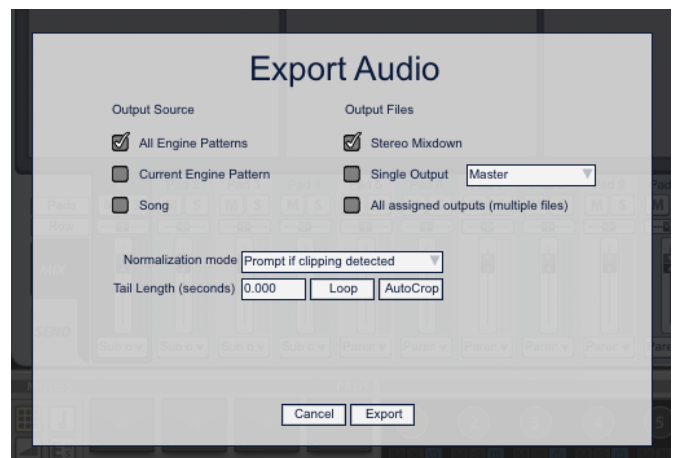 Export Audio
Output Source
Output Files
All Engine Patterns
Stereo Mixdown
Current Engine Pattern
Single Output
Master
Song
All assigned outputs (multiple files)
Normalization mode
Prompt if clipping detected
Tail Length (seconds)
0.000
Loop
AutoCrop
Cancel
Export